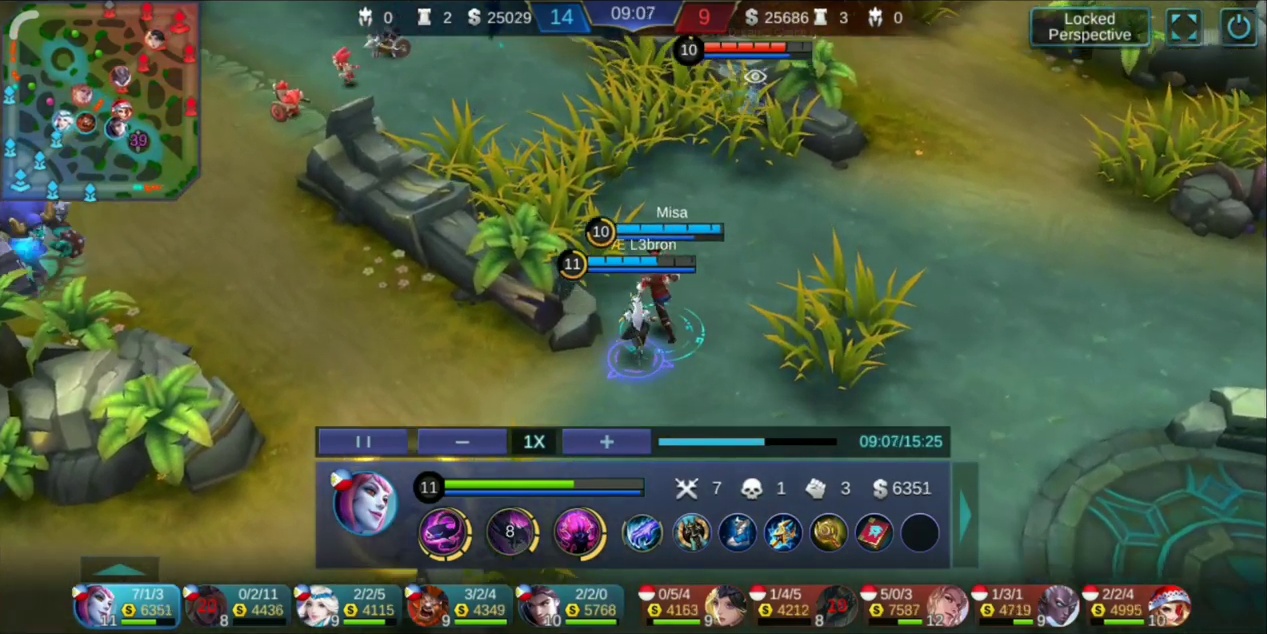 0 2 $ 25029 14 09:07 9 $ 25686 3 0
Locked
Perspective
10
39
Misa
10
Æ L3bron
11
1X
09:07/15:25
11 7 1 3 $ 6351
8
7/1/3 0/2/11 2/2/5 3/2/4 2/2/0 0/5/4 1/4/5 5/0/3 1/3/1 2/2/4
6351 4436 4115 4349 5768 4163 4212 7587 4719 4995
11 8 9 9 10 9 8 12 9 10